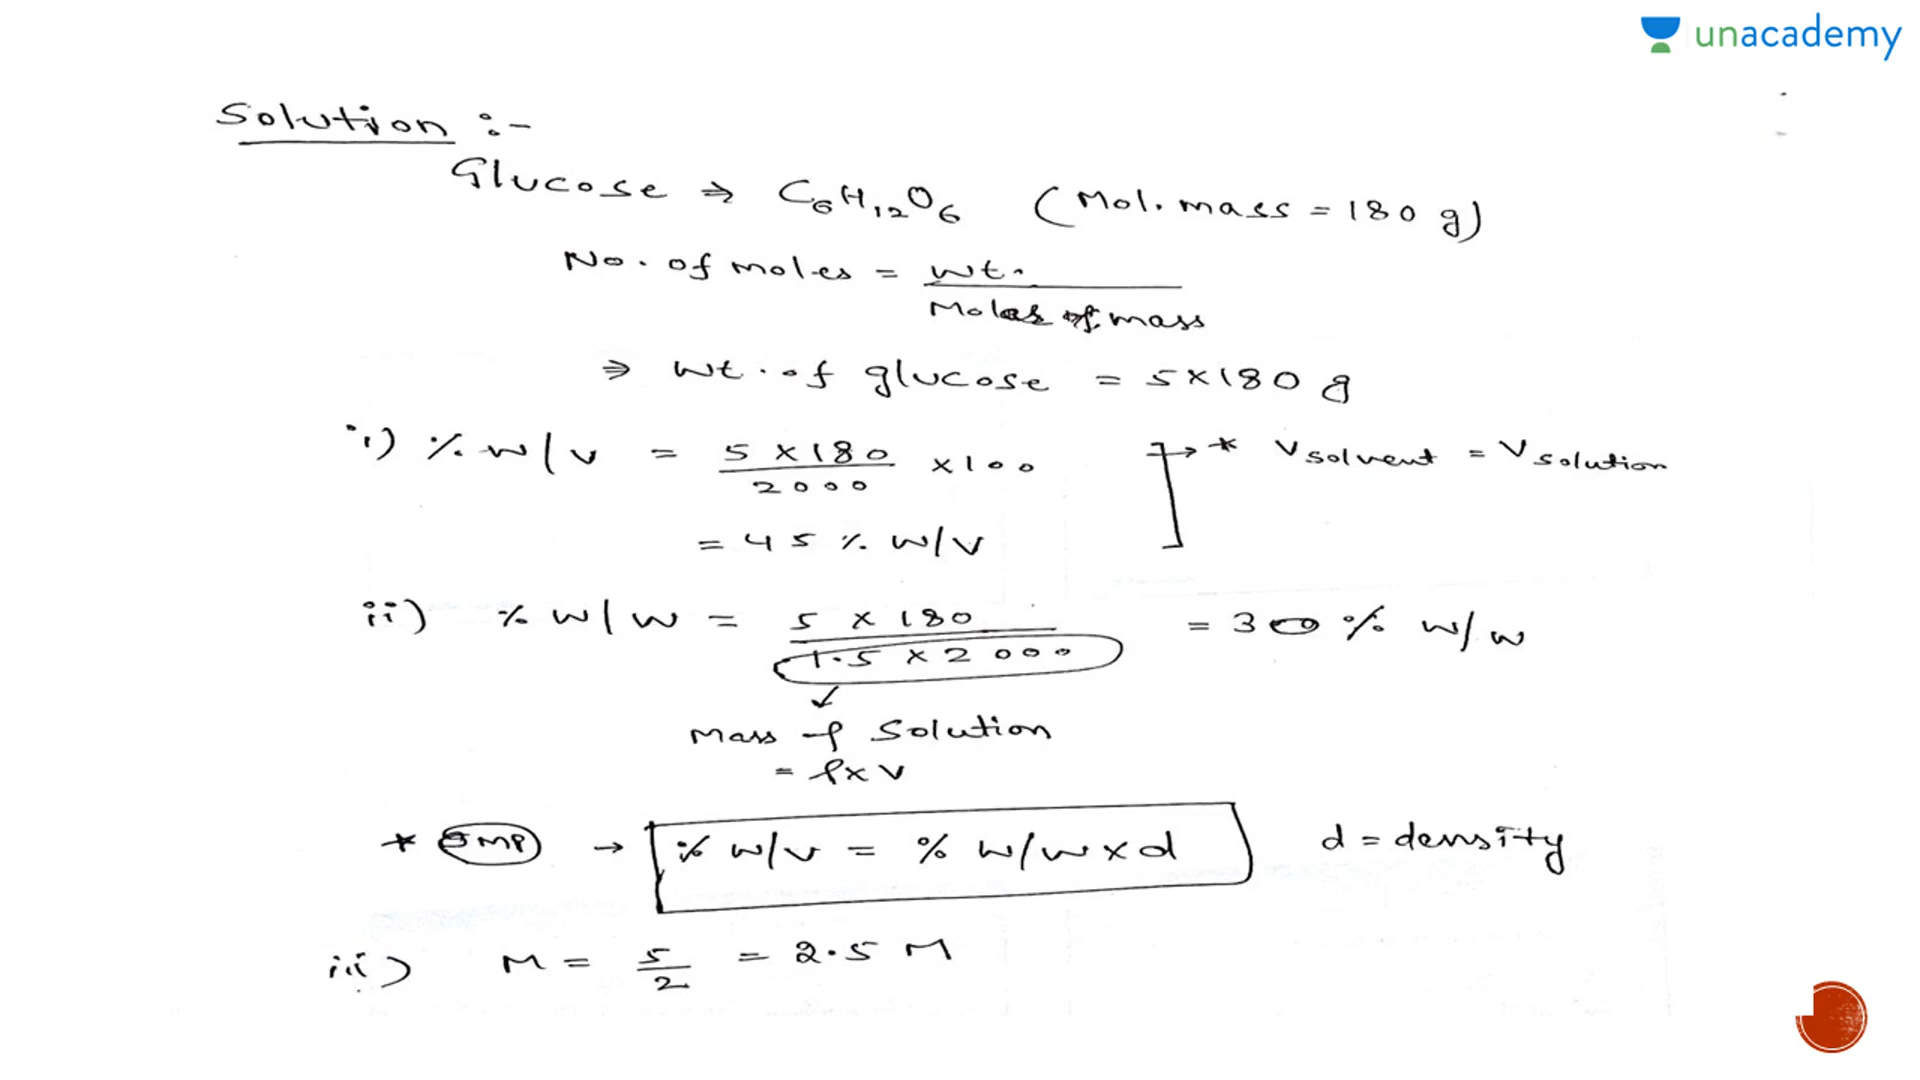 unacademy
Solution :-
Glucose ⇒ C₆H₁₂O₆ (Mol. mass = 180 g)
No. of moles = wt. / Molar mass
⇒ wt. of glucose = 5×180 g
i) % w/v = 5 × 180 / 2000 × 100 ] → * V solvent = V solution
= 45 % w/v
ii) % w/w = 5 × 180 / 1.5 × 2000 = 30 % w/w
Mass of solution
= ρ × v
* IMP → % w/v = % w/w × d d = density
iii) M = 5/2 = 2.5 M